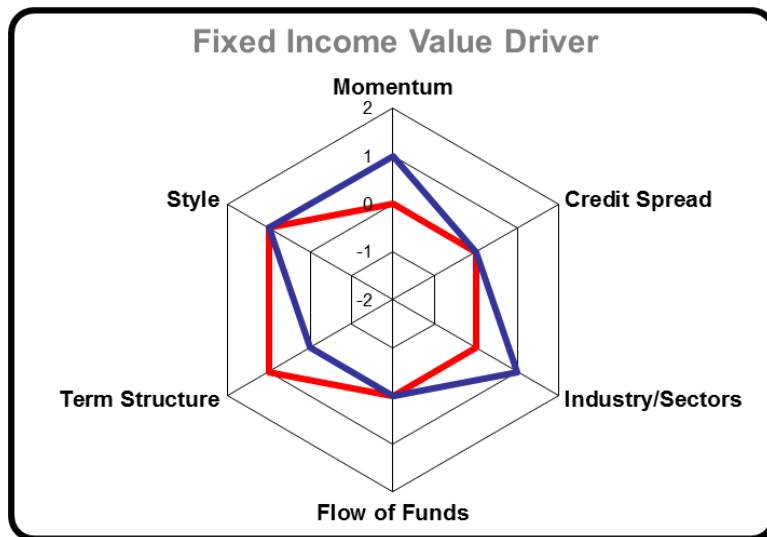 Fixed Income Value Driver
Momentum
2
1
Style
0
Credit Spread
-1
-2
Term Structure
Industry/Sectors
Flow of Funds